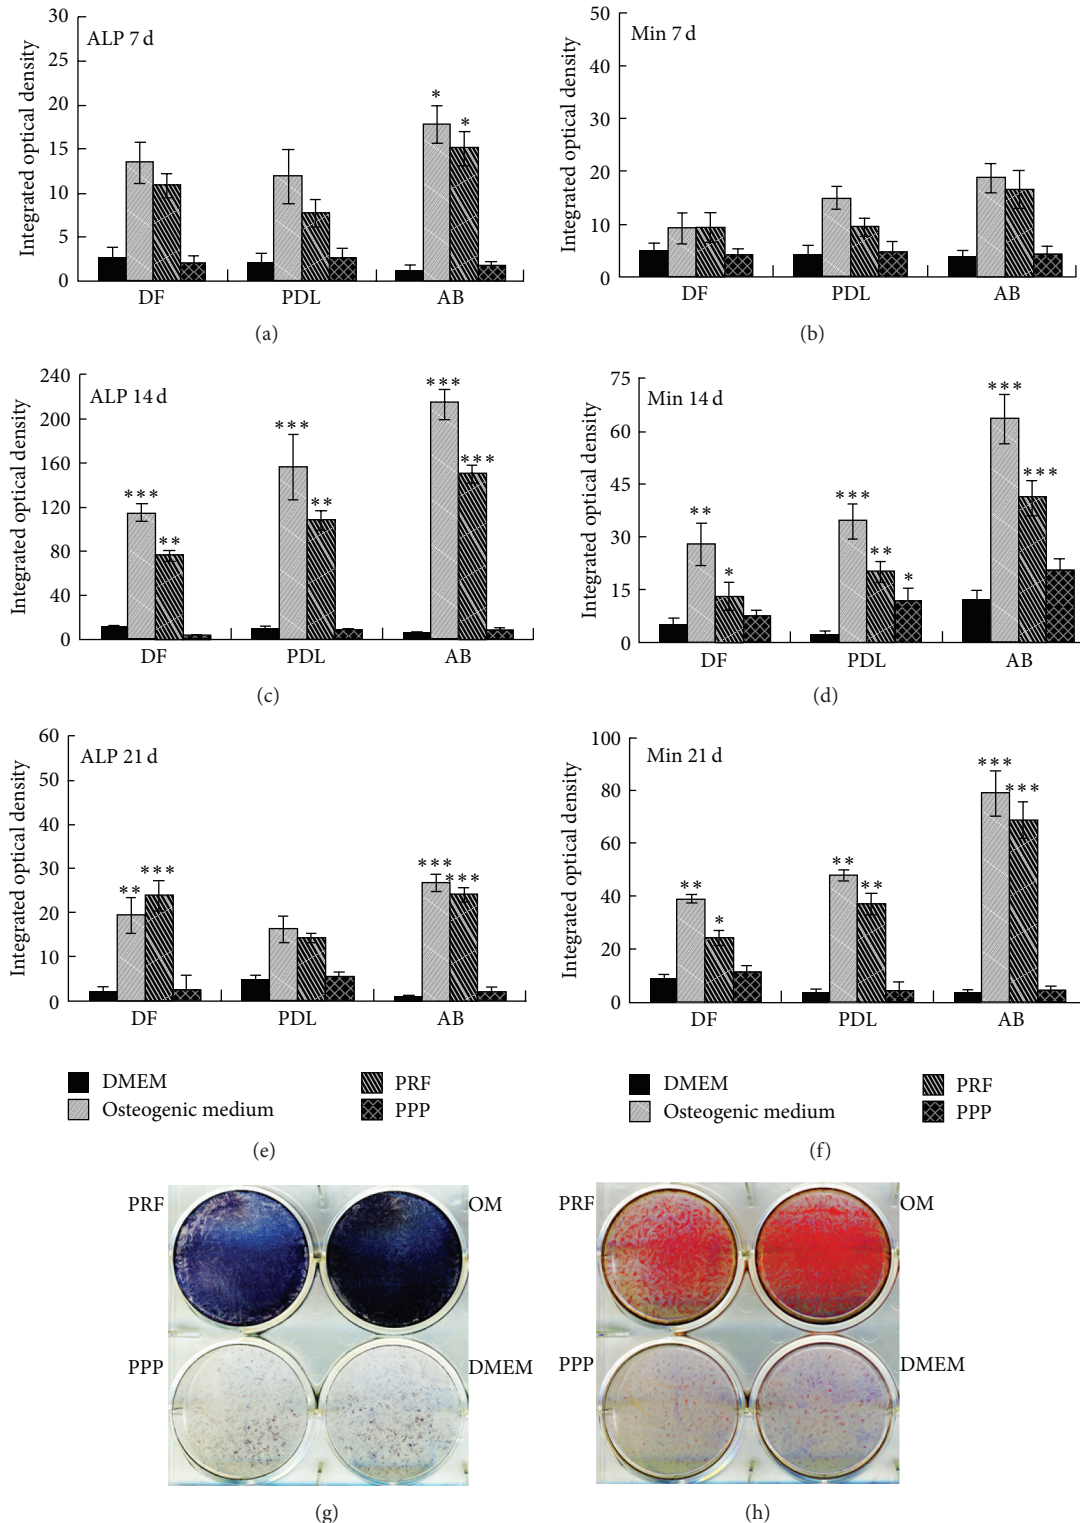 ALP 7 d
Integrated optical density
30
25
20
15
10
5
0
* *
DF PDL AB
(a)
Min 7 d
Integrated optical density
50
40
30
20
10
0
DF PDL AB
(b)
ALP 14 d
Integrated optical density
240
200
160
120
80
40
0
*** ** *** ** *** ***
DF PDL AB
(c)
Min 14 d
Integrated optical density
75
60
45
30
15
0
** * *** ** * *** ***
DF PDL AB
(d)
ALP 21 d
Integrated optical density
60
50
40
30
20
10
0
** *** *** ***
DF PDL AB
DMEM
Osteogenic medium
PRF
PPP
(e)
Min 21 d
Integrated optical density
100
80
60
40
20
0
** * ** ** *** ***
DF PDL AB
DMEM
Osteogenic medium
PRF
PPP
(f)
PRF OM
PPP DMEM
(g)
PRF OM
PPP DMEM
(h)